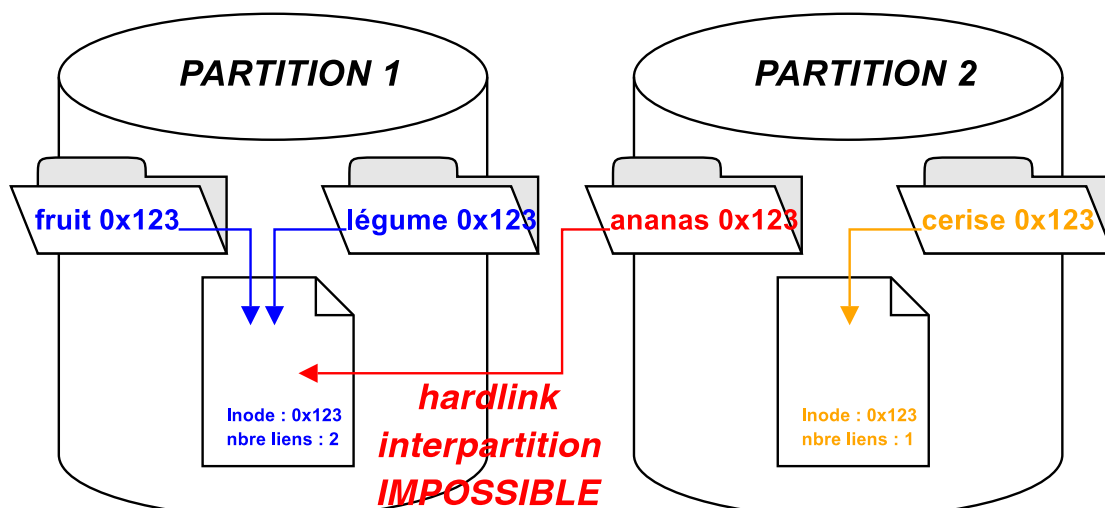 PARTITION 1
PARTITION 2
fruit 0x123
légume 0x123
ananas 0x123
cerise 0x123
hardlink
interpartition
IMPOSSIBLE
Inode : 0x123
nbre liens : 2
Inode : 0x123
nbre liens : 1